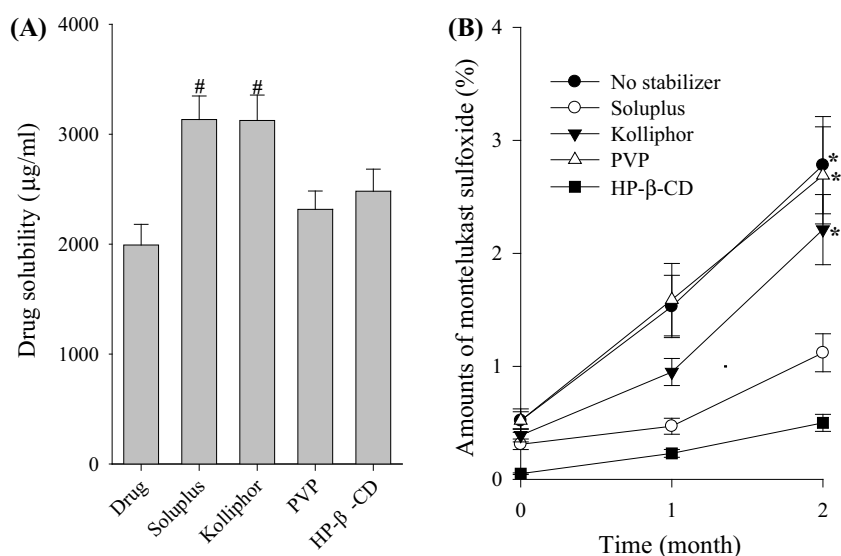 (A)
Drug solubility (μg/ml)
4000
3000
2000
1000
0
#
#
Drug
Soluplus
Kolliphor
PVP
HP-β -CD
(B)
Amounts of montelukast sulfoxide (%)
4
3
2
1
0
No stabilizer
Soluplus
Kolliphor
PVP
HP-β-CD
*
*
*
0
1
2
Time (month)